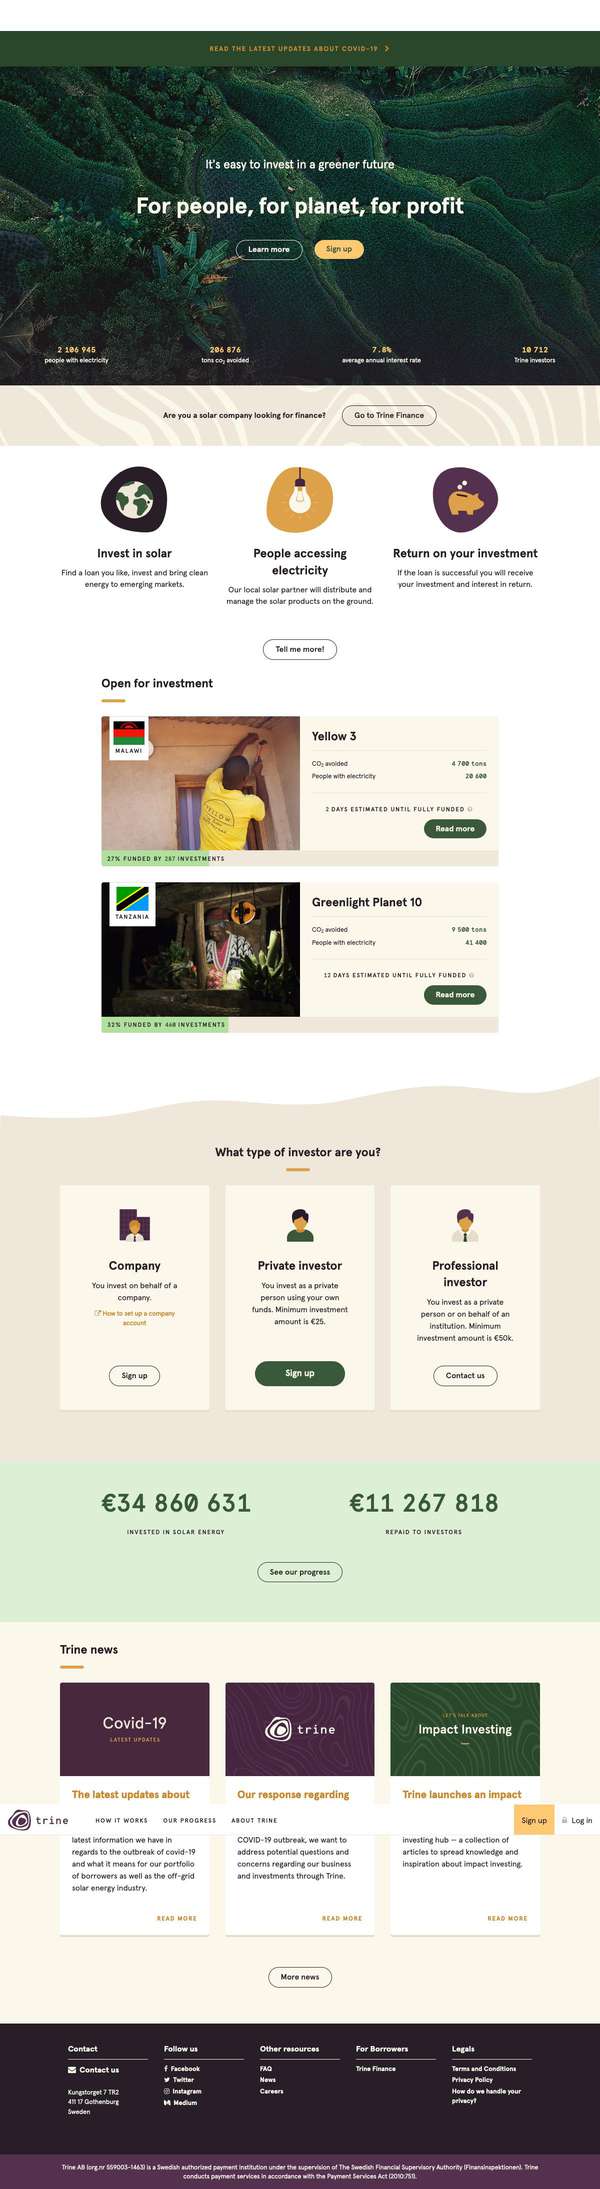 READ THE LATEST UPDATES ABOUT COVID-19
It's easy to invest in a greener future
For people, for planet, for profit
Learn more
Sign up
2 106 945
people with electricity
206 876
tons co₂ avoided
7.8%
average annual interest rate
10 712
Trine investors
Are you a solar company looking for finance?
Go to Trine Finance
Invest in solar
Find a loan you like, invest and bring clean
energy to emerging markets.
People accessing
electricity
Our local solar partner will distribute and
manage the solar products on the ground.
Return on your investment
If the loan is successful you will receive
your investment and interest in return.
Tell me more!
Open for investment
MALAWI
YELLOW
Yellow 3
CO₂ avoided
4 700 tons
People with electricity
20 600
2 DAYS ESTIMATED UNTIL FULLY FUNDED
Read more
27% FUNDED BY 287 INVESTMENTS
TANZANIA
Greenlight Planet 10
CO₂ avoided
9 500 tons
People with electricity
41 400
12 DAYS ESTIMATED UNTIL FULLY FUNDED
Read more
32% FUNDED BY 460 INVESTMENTS
What type of investor are you?
Company
You invest on behalf of a
company.
How to set up a company
account
Sign up
Private investor
You invest as a private
person using your own
funds. Minimum investment
amount is €25.
Sign up
Professional
investor
You invest as a private
person or on behalf of an
institution. Minimum
investment amount is €50k.
Contact us
€34 860 631
INVESTED IN SOLAR ENERGY
€11 267 818
REPAID TO INVESTORS
See our progress
Trine news
Covid-19
LATEST UPDATES
The latest updates about
trine
Our response regarding
LET'S TALK ABOUT
Impact Investing
Trine launches an impact
trine
HOW IT WORKS
OUR PROGRESS
ABOUT TRINE
Sign up
Log in
latest information we have in
regards to the outbreak of covid-19
and what it means for our portfolio
of borrowers as well as the off-grid
solar energy industry.
READ MORE
COVID-19 outbreak, we want to
address potential questions and
concerns regarding our business
and investments through Trine.
READ MORE
investing hub — a collection of
articles to spread knowledge and
inspiration about impact investing.
READ MORE
More news
Contact
Contact us
Kungstorget 7 TR2
411 17 Gothenburg
Sweden
Follow us
Facebook
Twitter
Instagram
Medium
Other resources
FAQ
News
Careers
For Borrowers
Trine Finance
Legals
Terms and Conditions
Privacy Policy
How do we handle your
privacy?
Trine AB (org.nr 559003-1463) is a Swedish authorized payment institution under the supervision of The Swedish Financial Supervisory Authority (Finansinspektionen). Trine
conducts payment services in accordance with the Payment Services Act (2010:751).